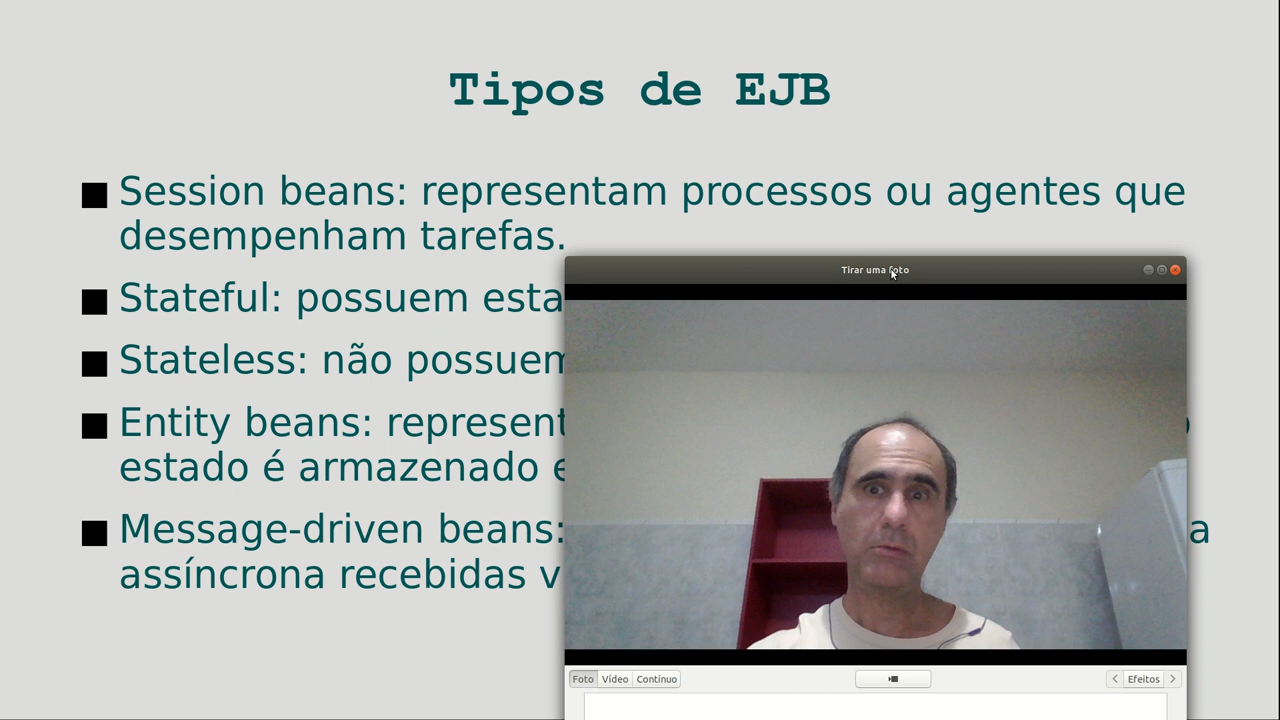 Tipos de EJB
Session beans: representam processos ou agentes que
desempenham tarefas.
Stateful: possuem esta
Stateless: não possuem
Entity beans: represent
estado é armazenado e
Message-driven beans: a
assíncrona recebidas v
Tirar uma foto
Foto Vídeo Contínuo Efeitos